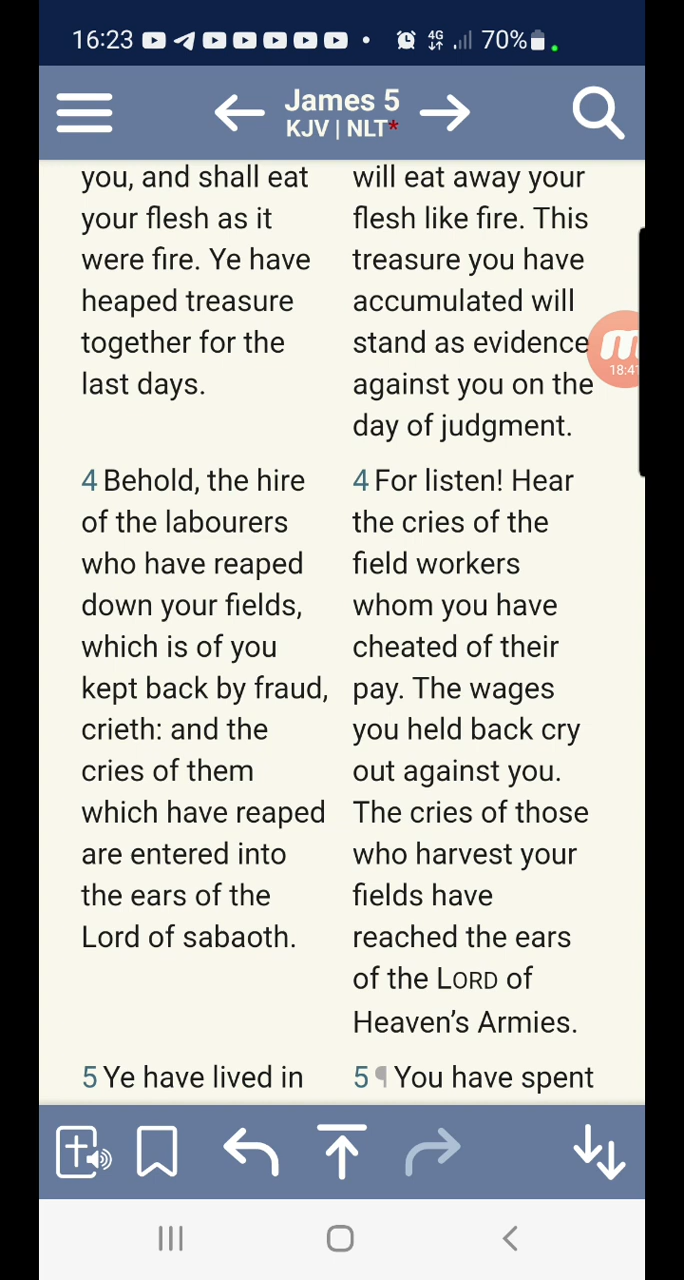 16:23 4G 70%
James 5
KJV | NLT*
you, and shall eat
your flesh as it
were fire. Ye have
heaped treasure
together for the
last days.
4 Behold, the hire
of the labourers
who have reaped
down your fields,
which is of you
kept back by fraud,
crieth: and the
cries of them
which have reaped
are entered into
the ears of the
Lord of sabaoth.
5 Ye have lived in
will eat away your
flesh like fire. This
treasure you have
accumulated will
stand as evidence
against you on the
day of judgment.
4 For listen! Hear
the cries of the
field workers
whom you have
cheated of their
pay. The wages
you held back cry
out against you.
The cries of those
who harvest your
fields have
reached the ears
of the LORD of
Heaven’s Armies.
5 ¶ You have spent